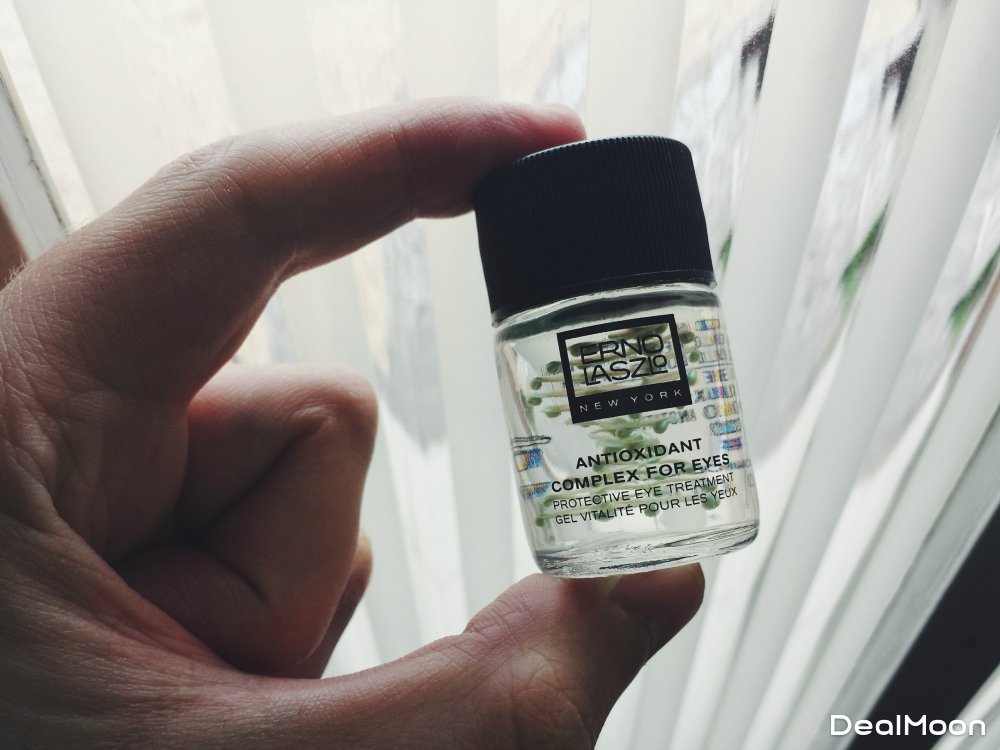 ERNO
LASZLO
NEW YORK
ANTIOXIDANT
COMPLEX FOR EYES
PROTECTIVE EYE TREATMENT
GEL VITALITÉ POUR LES YEUX
DealMoon